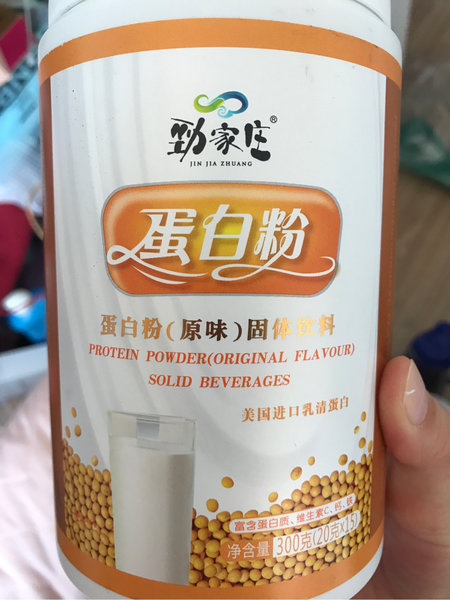 劲家庄®
JIN JIA ZHUANG
蛋白粉
蛋白粉(原味)固体饮料
PROTEIN POWDER(ORIGINAL FLAVOUR)
SOLID BEVERAGES
美国进口乳清蛋白
富含蛋白质、维生素C、钙、铁
净含量 300克(20克×15)